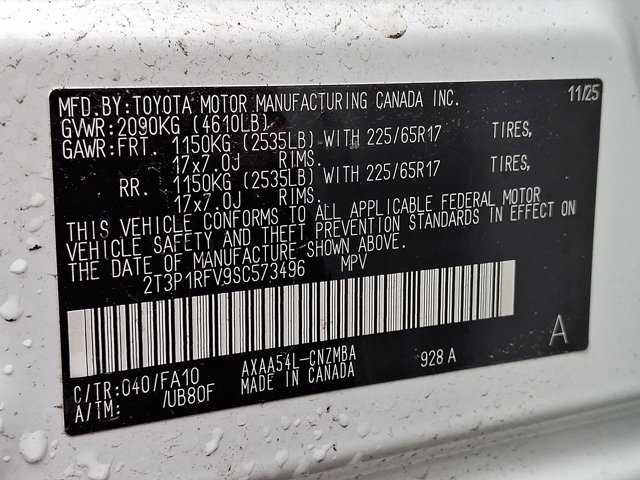 MFD.BY:TOYOTA MOTOR MANUFACTURING CANADA INC. 11/25
GVWR:2090KG (4610LB)
GAWR:FRT. 1150KG (2535LB) WITH 225/65R17 TIRES,
17x7.0J RIMS.
RR. 1150KG (2535LB) WITH 225/65R17 TIRES,
17x7.0J RIMS.
THIS VEHICLE CONFORMS TO ALL APPLICABLE FEDERAL MOTOR
VEHICLE SAFETY AND THEFT PREVENTION STANDARDS IN EFFECT ON
THE DATE OF MANUFACTURE SHOWN ABOVE.
2T3P1RFV9SC573496 MPV
C/TR:040/FA10 AXAA54L-CNZMBA 928 A A
A/TM: /UB80F MADE IN CANADA